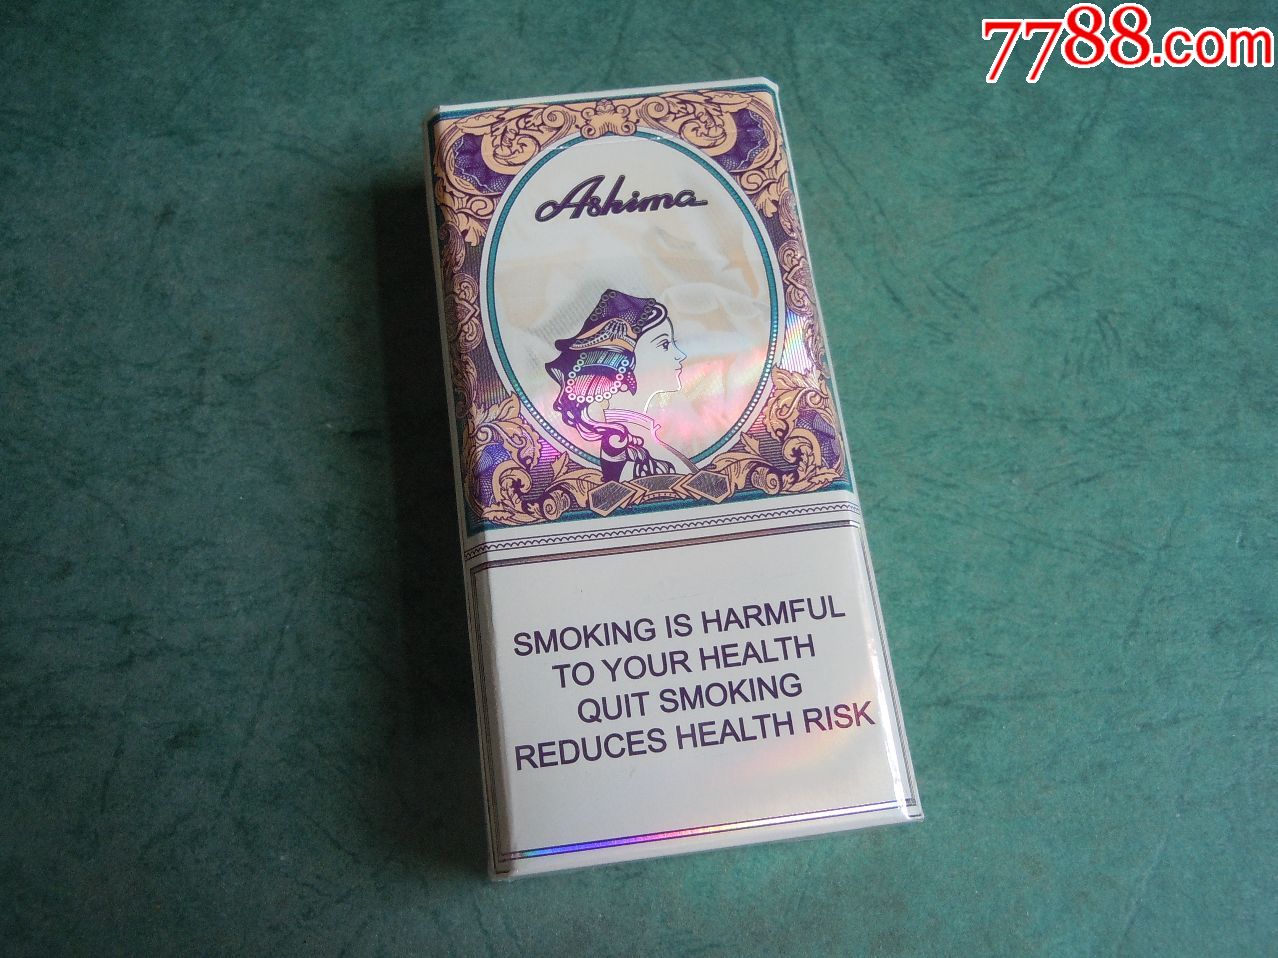 7788.com
Ashima
SMOKING IS HARMFUL
TO YOUR HEALTH
QUIT SMOKING
REDUCES HEALTH RISK